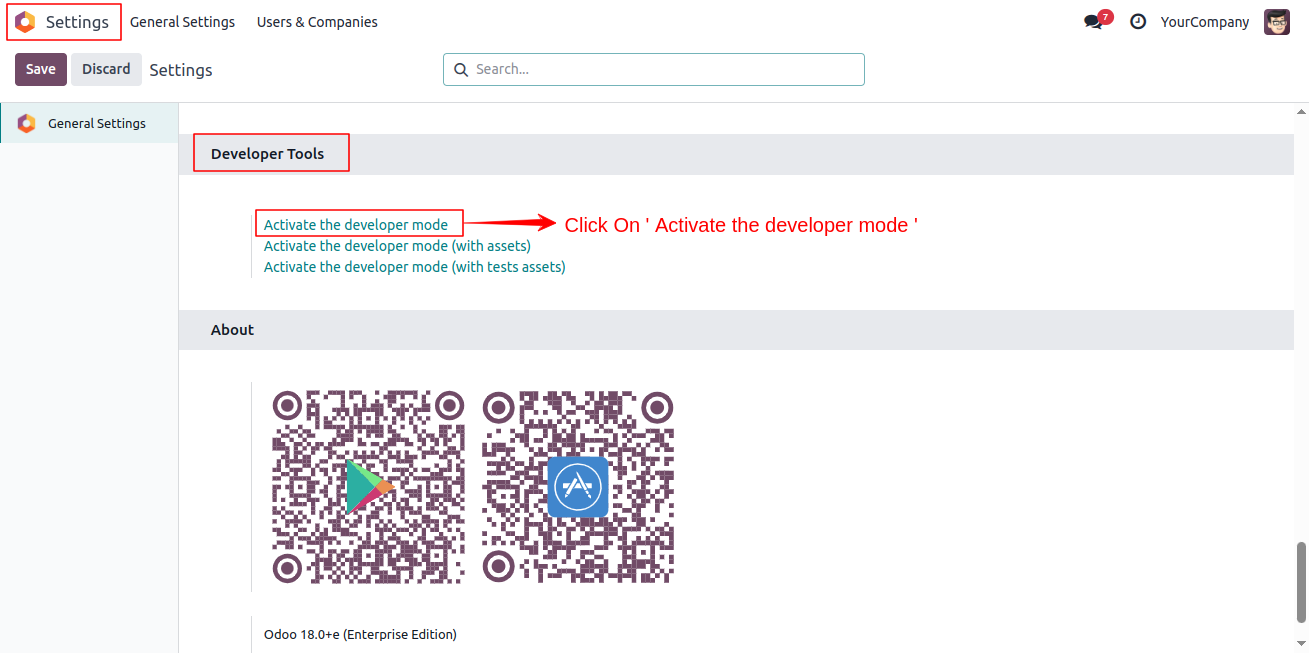 Settings General Settings Users & Companies 7 YourCompany
Save Discard Settings Search...
General Settings
Developer Tools
Activate the developer mode Click On ' Activate the developer mode '
Activate the developer mode (with assets)
Activate the developer mode (with tests assets)
About
Odoo 18.0+e (Enterprise Edition)